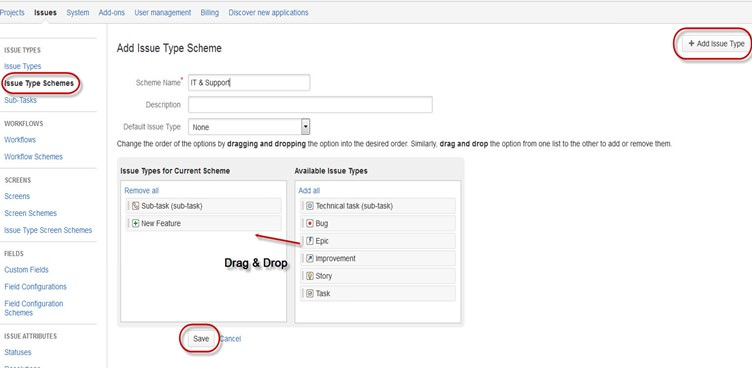 Projects Issues System Add-ons User management Billing Discover new applications
ISSUE TYPES
Issue Types
Issue Type Schemes
Sub-Tasks
WORKFLOWS
Workflows
Workflow Schemes
SCREENS
Screens
Screen Schemes
Issue Type Screen Schemes
FIELDS
Custom Fields
Field Configurations
Field Configuration
Schemes
ISSUE ATTRIBUTES
Statuses
Add Issue Type Scheme
+ Add Issue Type
Scheme Name* IT & Support
Description
Default Issue Type None
Change the order of the options by dragging and dropping the option into the desired order. Similarly, drag and drop the option from one list to the other to add or remove them.
Issue Types for Current Scheme
Remove all
Sub-task (sub-task)
New Feature
Available Issue Types
Add all
Technical task (sub-task)
Bug
Epic
Improvement
Story
Task
Drag & Drop
Save Cancel